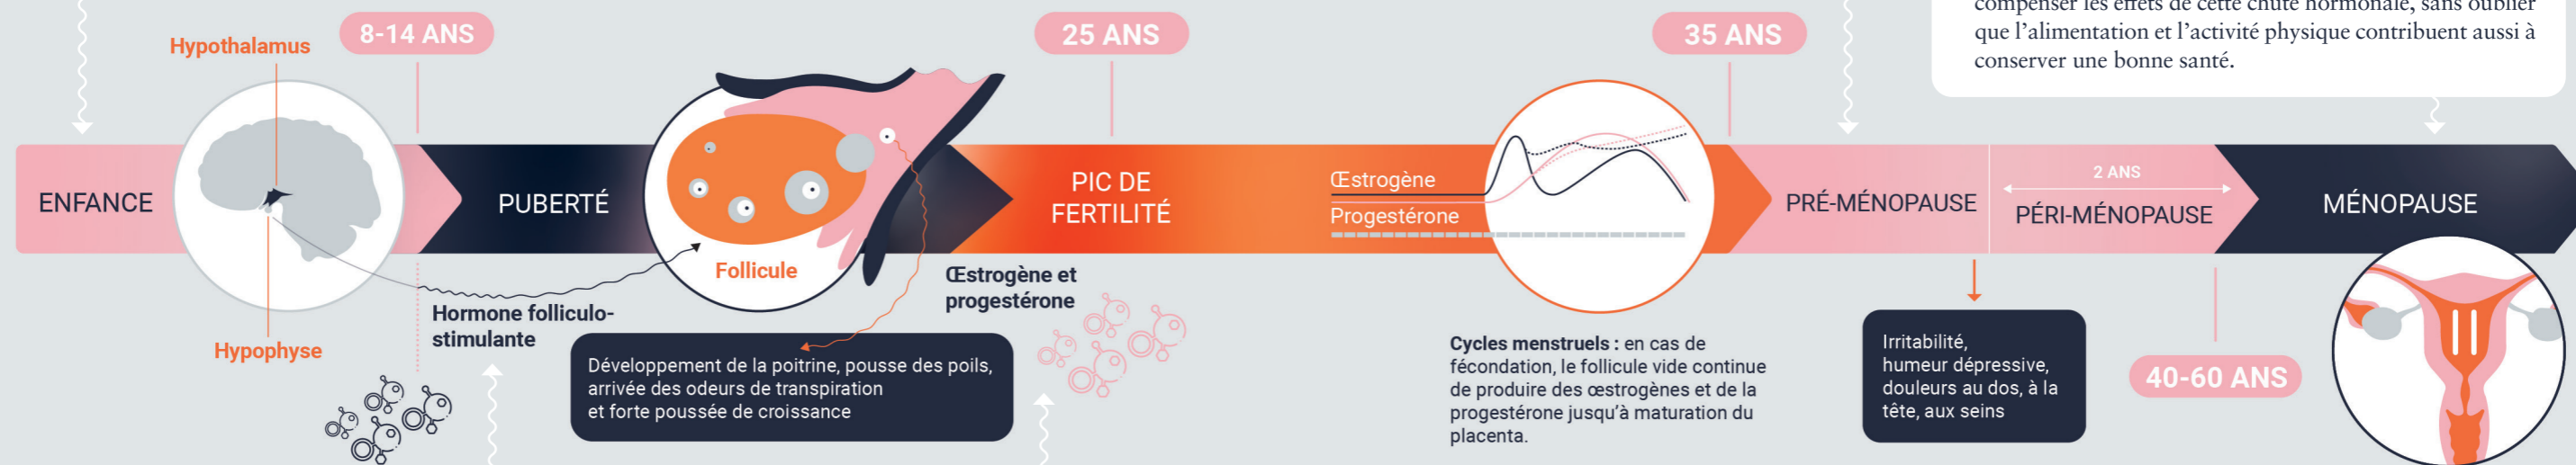 compenser les effets de cette chute hormonale, sans oublier
que l'alimentation et l'activité physique contribuent aussi à
conserver une bonne santé.
Hypothalamus
8-14 ANS
25 ANS
35 ANS
ENFANCE
PUBERTÉ
PIC DE
FERTILITÉ
Œstrogène
Progestérone
PRÉ-MÉNOPAUSE
2 ANS
PÉRI-MÉNOPAUSE
MÉNOPAUSE
Follicule
Hypophyse
Hormone folliculo-
stimulante
Œstrogène et
progestérone
Développement de la poitrine, pousse des poils,
arrivée des odeurs de transpiration
et forte poussée de croissance
Cycles menstruels : en cas de
fécondation, le follicule vide continue
de produire des œstrogènes et de la
progestérone jusqu'à maturation du
placenta.
Irritabilité,
humeur dépressive,
douleurs au dos, à la
tête, aux seins
40-60 ANS